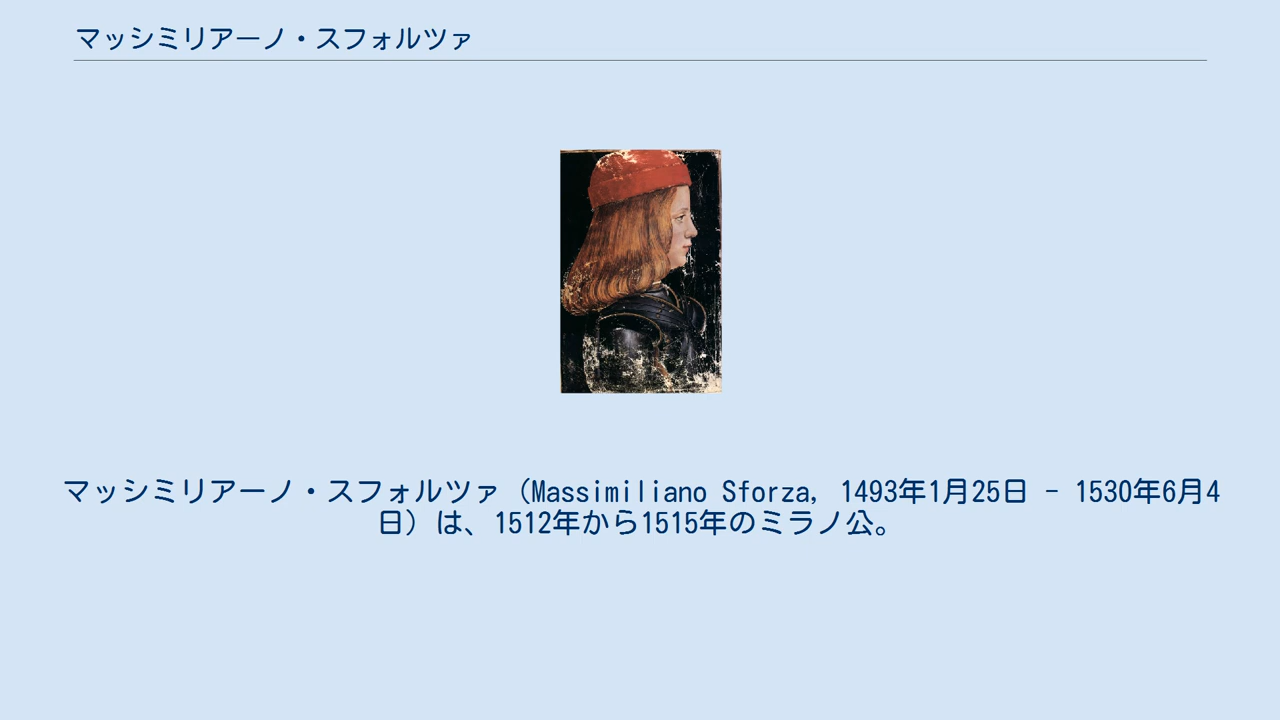 マッシミリアーノ・スフォルツァ
マッシミリアーノ・スフォルツァ（Massimiliano Sforza, 1493年1月25日 - 1530年6月4
日）は、1512年から1515年のミラノ公。